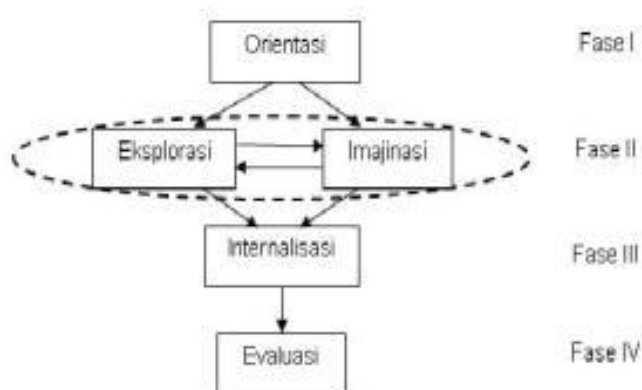 Orientasi Fase I
Eksplorasi Imajinasi Fase II
Internalisasi Fase III
Evaluasi Fase IV